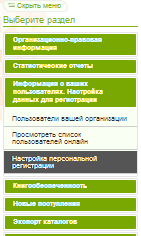 Скрыть меню
Выберите раздел
Организационно-правовая
информация
Статистические отчеты
Информация о ваших
пользователях. Настройка
данных для регистрации
Пользователи вашей организации
Просмотреть список
пользователей онлайн
Настройка персональной
регистрации
Книгообеспеченность
Новые поступления
Экспорт каталогов